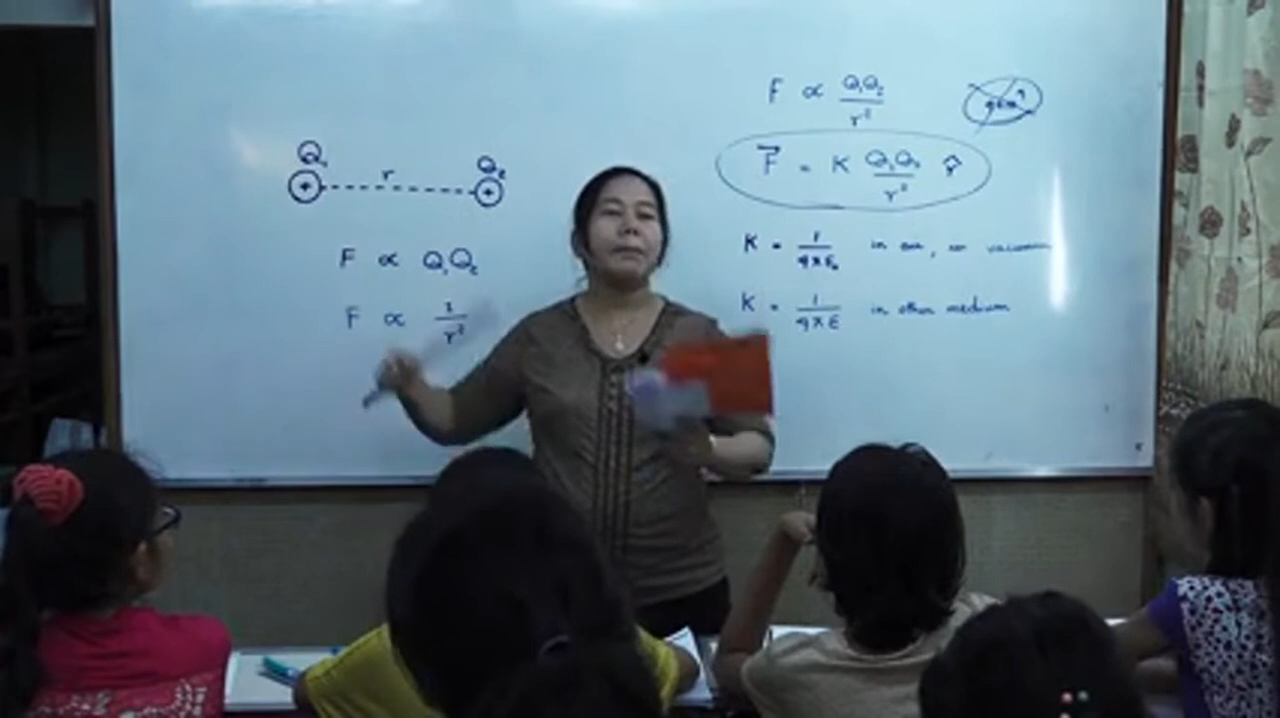 Q₁ Q₂
+ r +
F ∝ Q₁Q₂
F ∝ 1/r²
F ∝ Q₁Q₂/r²
F⃗ = K Q₁Q₂/r² r̂
K = 1/4πε₀ in air, or vacuum
K = 1/4πε in other medium